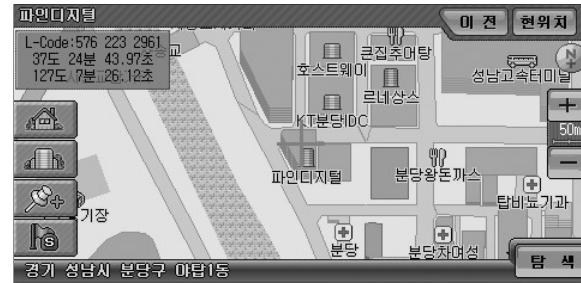 파인디지털
이 전
현위치
L-Code:576 223 2961
37도 24분 43.97초
127도 7분 26.12초
교
호스트웨이
큰집추어탕
성남고속터미널
N
르네상스
KT분당IDC
50m
파인디지털
분당왕돈까스
탑비뇨기과
기장
분당
분당차여성
경기 성남시 분당구 야탑1동
탐 색